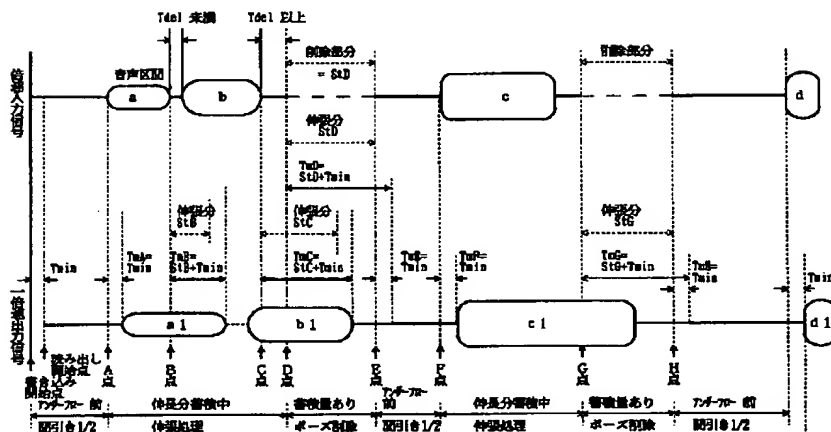 Tdel 未満
Tdel 以上
削除部分
= StD
削除部分
音声区間
a
b
c
d
倍速入力信号
伸張分
StD
TmD=
StD+Tmin
伸張分
StB
伸張分
StC
伸張分
StG
Tmin
TmA=
Tmin
TmB=
StB+Tmin
TmC=
StC+Tmin
TmE=
Tmin
TmF=
Tmin
TmG=
StG+Tmin
TmH=
Tmin
Tmin
一倍速出力信号
a1
b1
c1
d1
読み出し
開始点
書き込み
開始点
A
点
B
点
C
点
D
点
E
点
F
点
G
点
H
点
アンダーフロー 前
間引き1/2
伸長分蓄積中
伸張処理
蓄積量あり
ポーズ削除
アンダーフロー
前
間引き1/2
伸長分蓄積中
伸張処理
蓄積量あり
ポーズ削除
アンダーフロー 前
間引き1/2